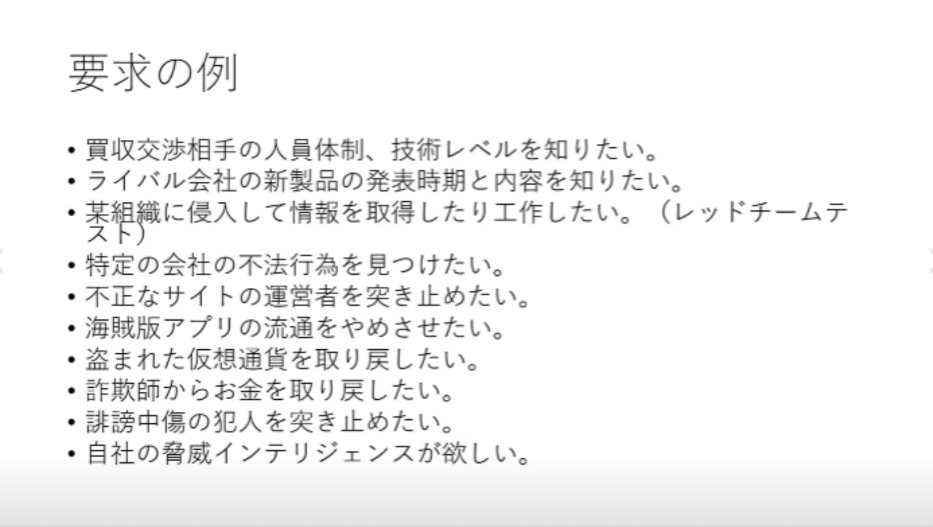 要求の例
• 買収交渉相手の人員体制、技術レベルを知りたい。
• ライバル会社の新製品の発表時期と内容を知りたい。
• 某組織に侵入して情報を取得したり工作したい。（レッドチームテ
スト）
• 特定の会社の不法行為を見つけたい。
• 不正なサイトの運営者を突き止めたい。
• 海賊版アプリの流通をやめさせたい。
• 盗まれた仮想通貨を取り戻したい。
• 詐欺師からお金を取り戻したい。
• 誹謗中傷の犯人を突き止めたい。
• 自社の脅威インテリジェンスが欲しい。